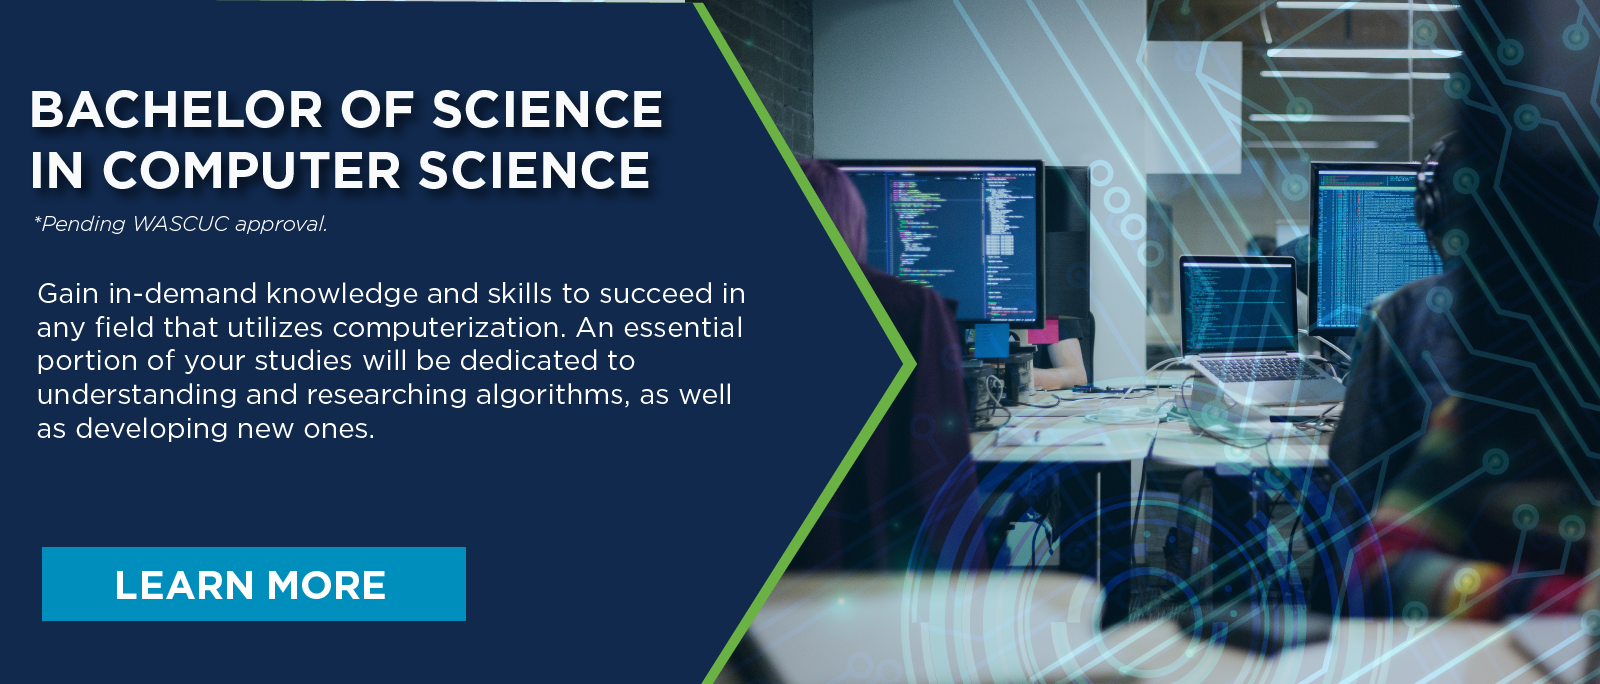 BACHELOR OF SCIENCE
IN COMPUTER SCIENCE
*Pending WASCUC approval.
Gain in-demand knowledge and skills to succeed in
any field that utilizes computerization. An essential
portion of your studies will be dedicated to
understanding and researching algorithms, as well
as developing new ones.
LEARN MORE